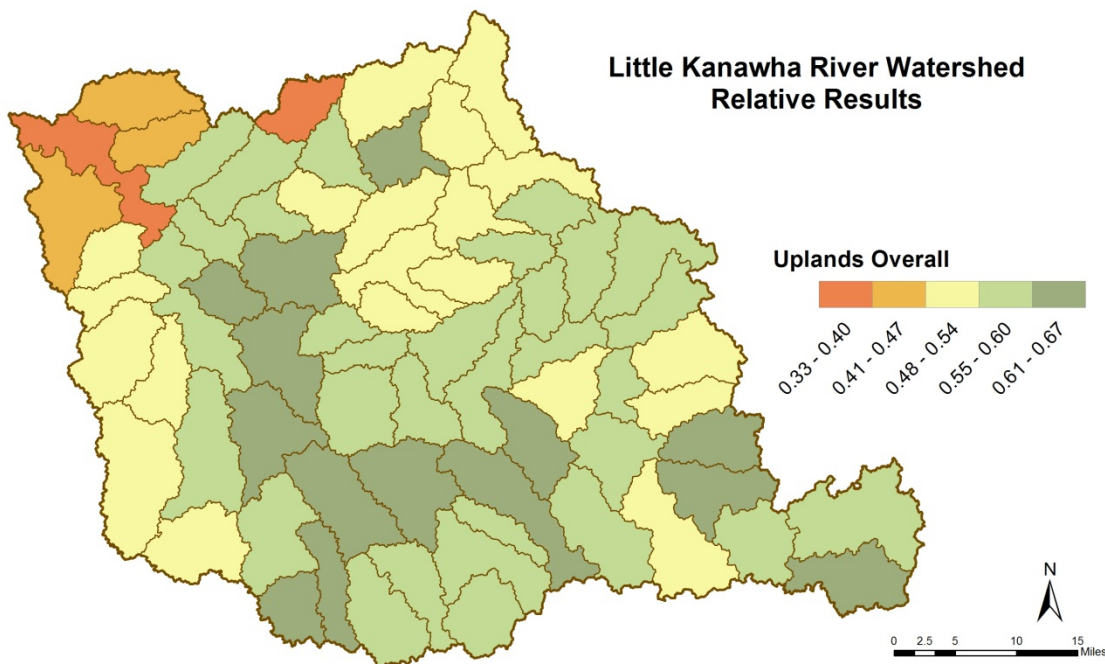 Little Kanawha River Watershed
Relative Results
Uplands Overall
0.33 - 0.40
0.41 - 0.47
0.48 - 0.54
0.55 - 0.60
0.61 - 0.67
N
0 2.5 5 10 15
Miles